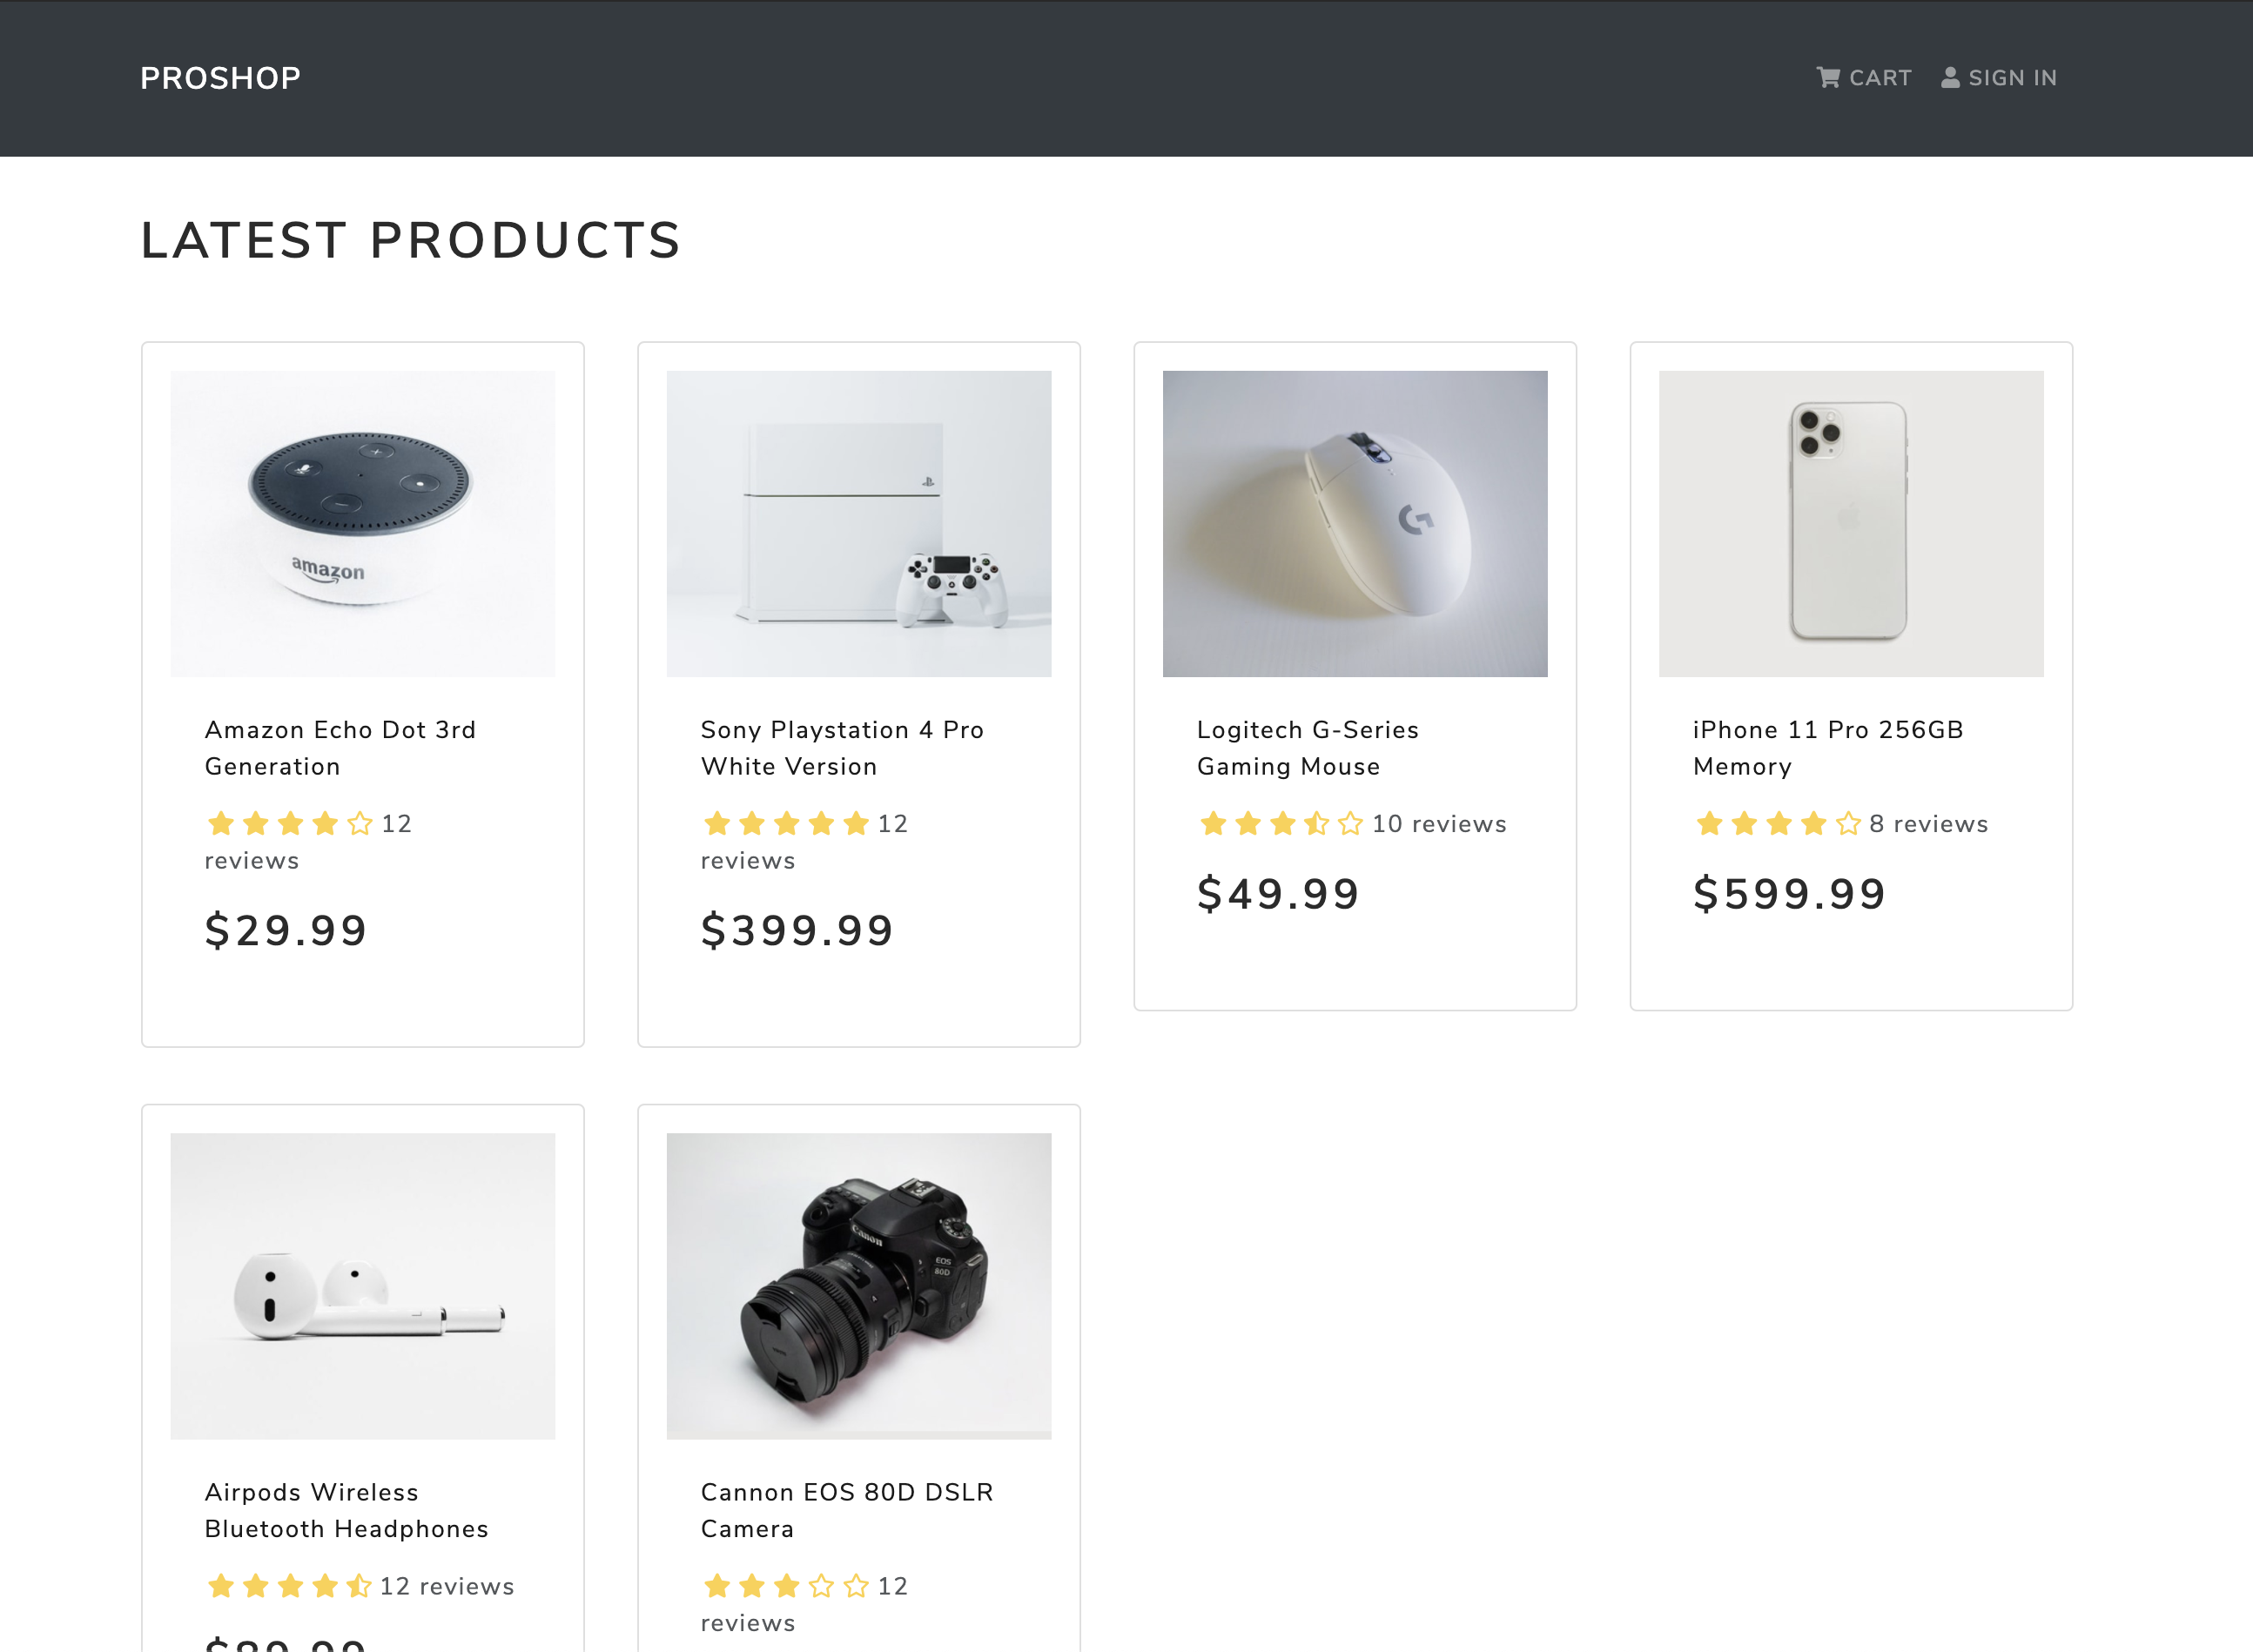 PROSHOP
CART
SIGN IN
LATEST PRODUCTS
amazon
Amazon Echo Dot 3rd
Generation
12
reviews
$29.99
Sony Playstation 4 Pro
White Version
12
reviews
$399.99
G
Logitech G-Series
Gaming Mouse
10 reviews
$49.99
iPhone 11 Pro 256GB
Memory
8 reviews
$599.99
L
Airpods Wireless
Bluetooth Headphones
12 reviews
$89.99
Canon
EOS
80D
Cannon EOS 80D DSLR
Camera
12
reviews